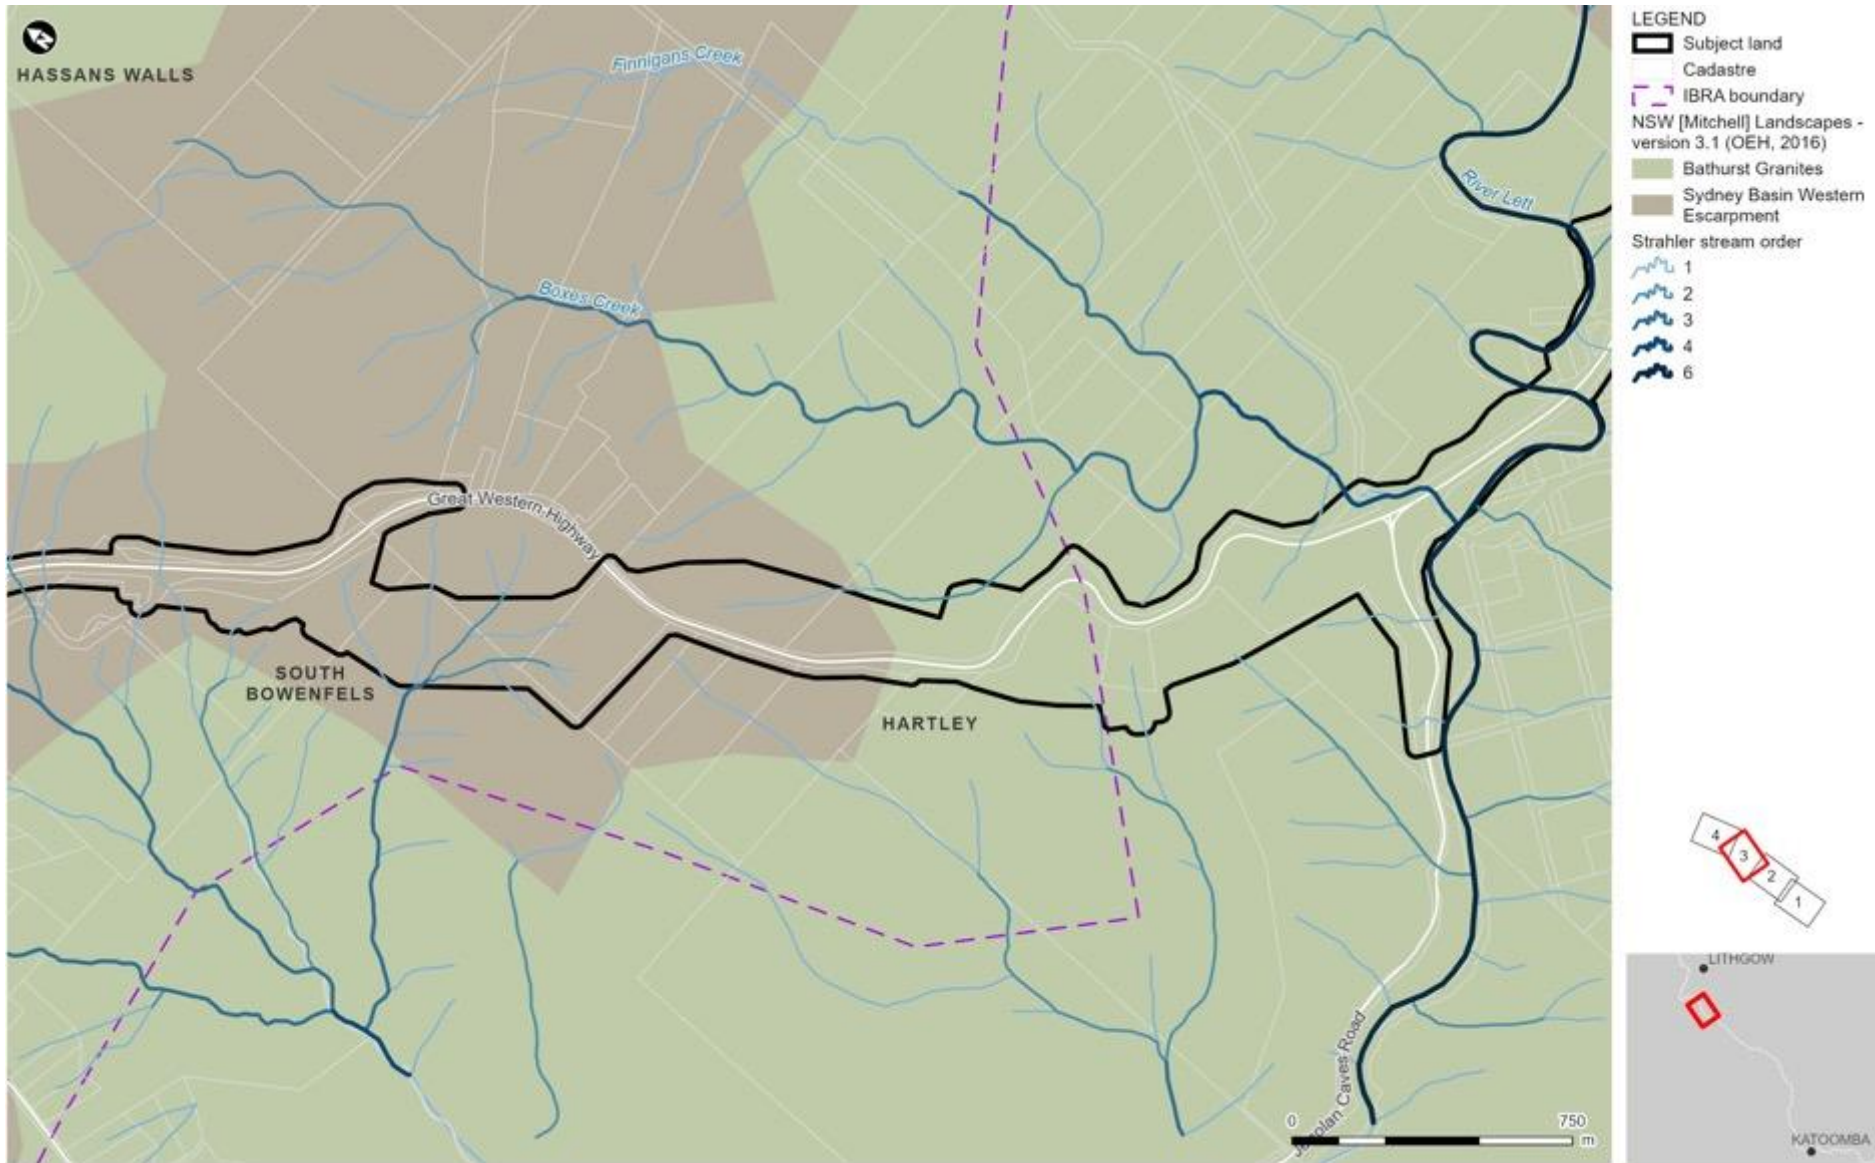 N
HASSANS WALLS
Finnigans Creek
River Lett
Boxes Creek
Great Western Highway
SOUTH
BOWENFELS
HARTLEY
Jenolan Caves Road
0 750
m
LEGEND
Subject land
Cadastre
IBRA boundary
NSW [Mitchell] Landscapes -
version 3.1 (OEH, 2016)
Bathurst Granites
Sydney Basin Western
Escarpment
Strahler stream order
1
2
3
4
6
4
3
2
1
LITHGOW
KATOOMBA